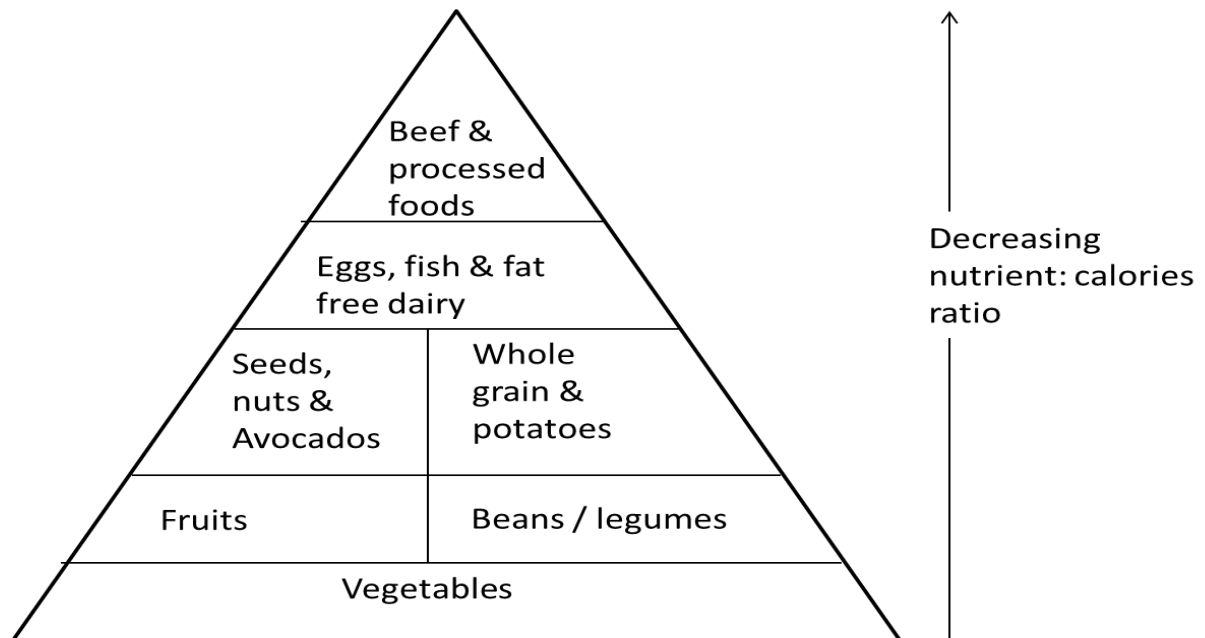 Beef &
processed
foods
Eggs, fish & fat
free dairy
Seeds,
nuts &
Avocados
Whole
grain &
potatoes
Fruits
Beans / legumes
Vegetables
Decreasing
nutrient: calories
ratio